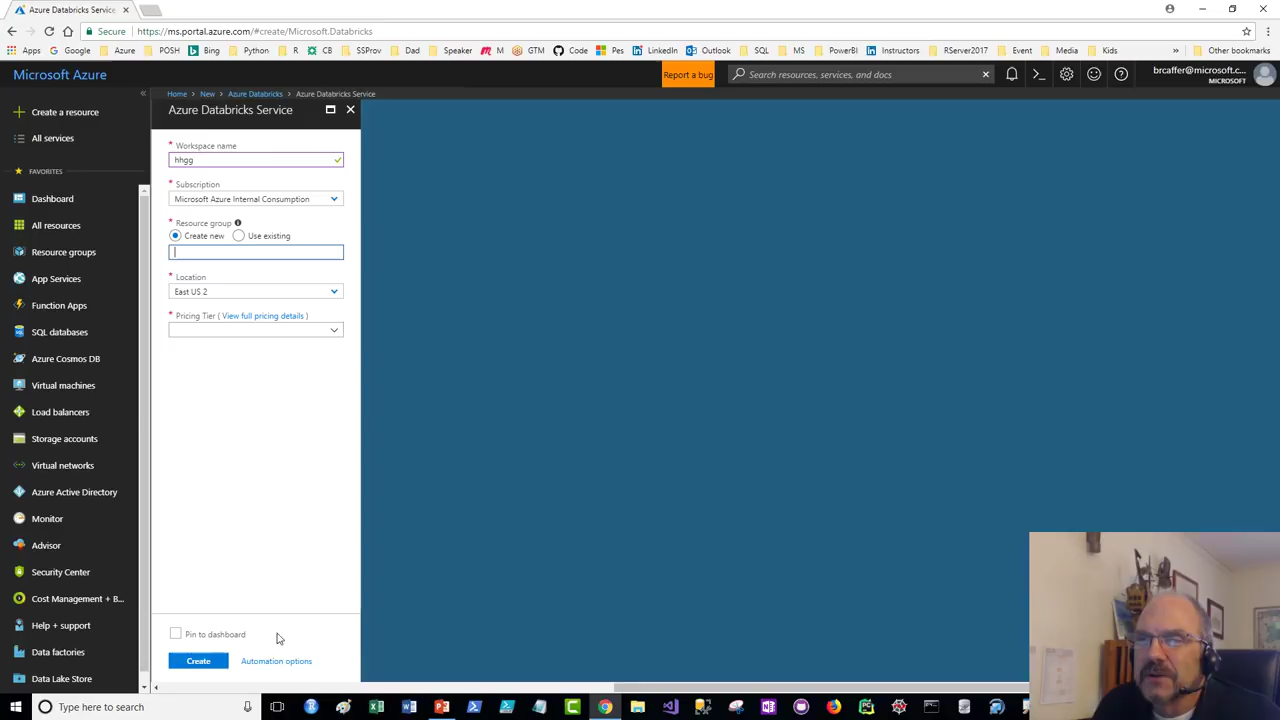 Azure Databricks Service
Secure
https://ms.portal.azure.com/#create/Microsoft.Databricks
Apps
Google
Azure
POSH
Bing
Python
R
CB
SSProv
Dad
Speaker
M
GTM
Code
Pes
LinkedIn
Outlook
SQL
MS
PowerBI
Instructors
RServer2017
Event
Media
Kids
»
Other bookmarks
Microsoft Azure
Report a bug
Search resources, services, and docs
brcaffer@microsoft.c...
MICROSOFT
Create a resource
All services
FAVORITES
Dashboard
All resources
Resource groups
App Services
Function Apps
SQL databases
Azure Cosmos DB
Virtual machines
Load balancers
Storage accounts
Virtual networks
Azure Active Directory
Monitor
Advisor
Security Center
Cost Management + B...
Help + support
Data factories
Data Lake Store
Home > New > Azure Databricks > Azure Databricks Service
Azure Databricks Service
* Workspace name
hhgg
* Subscription
Microsoft Azure Internal Consumption
* Resource group
Create new
Use existing
* Location
East US 2
* Pricing Tier ( View full pricing details )
Pin to dashboard
Create
Automation options
Type here to search